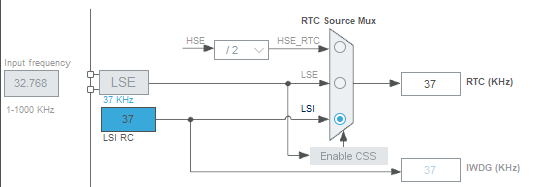 RTC Source Mux
HSE
/ 2
HSE_RTC
Input frequency
32.768
1-1000 KHz
LSE
LSE
37
RTC (KHz)
37 KHz
37
LSI
LSI RC
Enable CSS
37
IWDG (KHz)